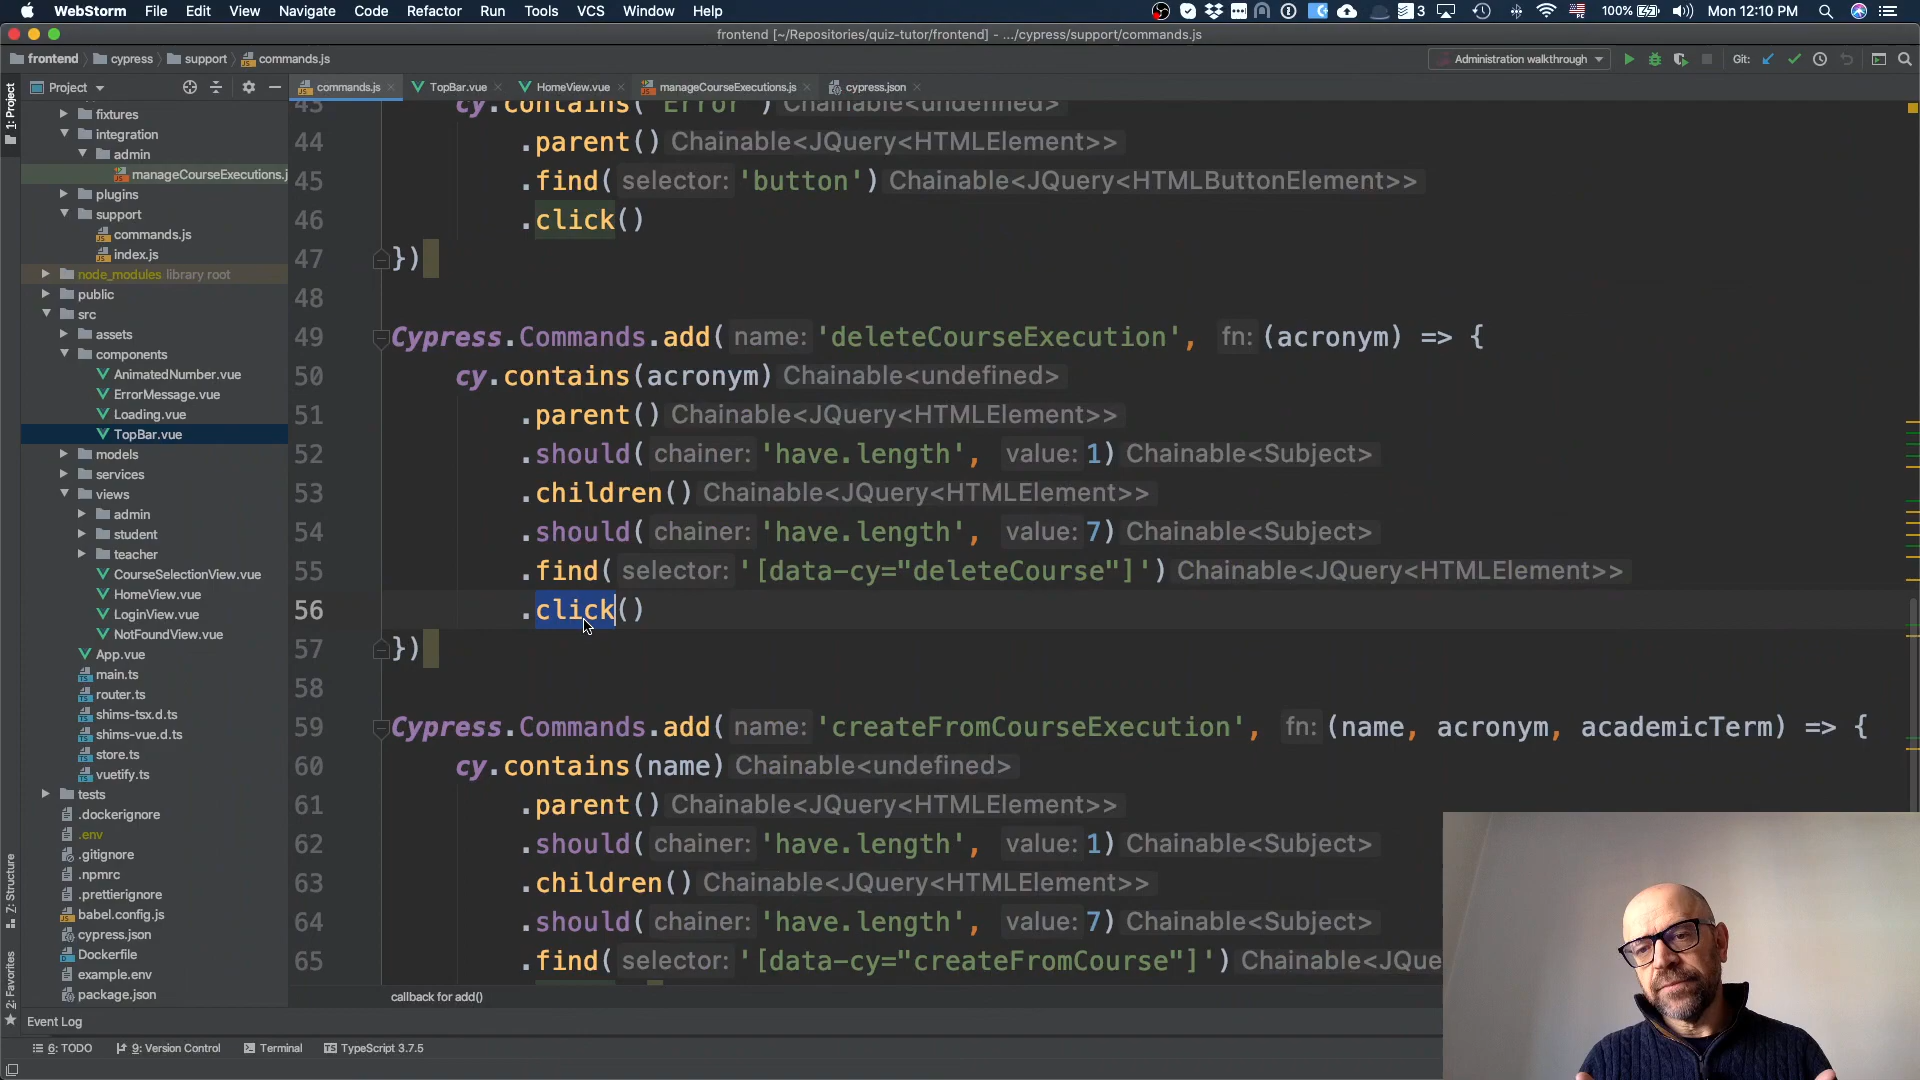 WebStorm File Edit View Navigate Code Refactor Run Tools VCS Window Help
3 100% Mon 12:10 PM
frontend [~/Repositories/quiz-tutor/frontend] - .../cypress/support/commands.js
frontend cypress support commands.js Administration walkthrough Git:
1: Project
Project
commands.js TopBar.vue HomeView.vue manageCourseExecutions.js cypress.json
fixtures
integration
admin
manageCourseExecutions.j
plugins
support
commands.js
index.js
node_modules library root
public
src
assets
components
AnimatedNumber.vue
ErrorMessage.vue
Loading.vue
TopBar.vue
models
services
views
admin
student
teacher
CourseSelectionView.vue
HomeView.vue
LoginView.vue
NotFoundView.vue
App.vue
main.ts
router.ts
shims-tsx.d.ts
shims-vue.d.ts
store.ts
vuetify.ts
tests
.dockerignore
.env
.gitignore
.npmrc
.prettierignore
babel.config.js
cypress.json
Dockerfile
example.env
package.json
43 cy.contains('Error') Chainable<undefined>
44 .parent() Chainable<JQuery<HTMLElement>>
45 .find( selector: 'button') Chainable<JQuery<HTMLButtonElement>>
46 .click()
47 })
48
49 Cypress.Commands.add( name: 'deleteCourseExecution', fn: (acronym) => {
50 cy.contains(acronym) Chainable<undefined>
51 .parent() Chainable<JQuery<HTMLElement>>
52 .should( chainer: 'have.length', value: 1) Chainable<Subject>
53 .children() Chainable<JQuery<HTMLElement>>
54 .should( chainer: 'have.length', value: 7) Chainable<Subject>
55 .find( selector: '[data-cy="deleteCourse"]') Chainable<JQuery<HTMLElement>>
56 .click()
57 })
58
59 Cypress.Commands.add( name: 'createFromCourseExecution', fn: (name, acronym, academicTerm) => {
60 cy.contains(name) Chainable<undefined>
61 .parent() Chainable<JQuery<HTMLElement>>
62 .should( chainer: 'have.length', value: 1) Chainable<Subject>
63 .children() Chainable<JQuery<HTMLElement>>
64 .should( chainer: 'have.length', value: 7) Chainable<Subject>
65 .find( selector: '[data-cy="createFromCourse"]') Chainable<JQue
callback for add()
Z: Structure
2: Favorites
Event Log
6: TODO 9: Version Control Terminal TypeScript 3.7.5